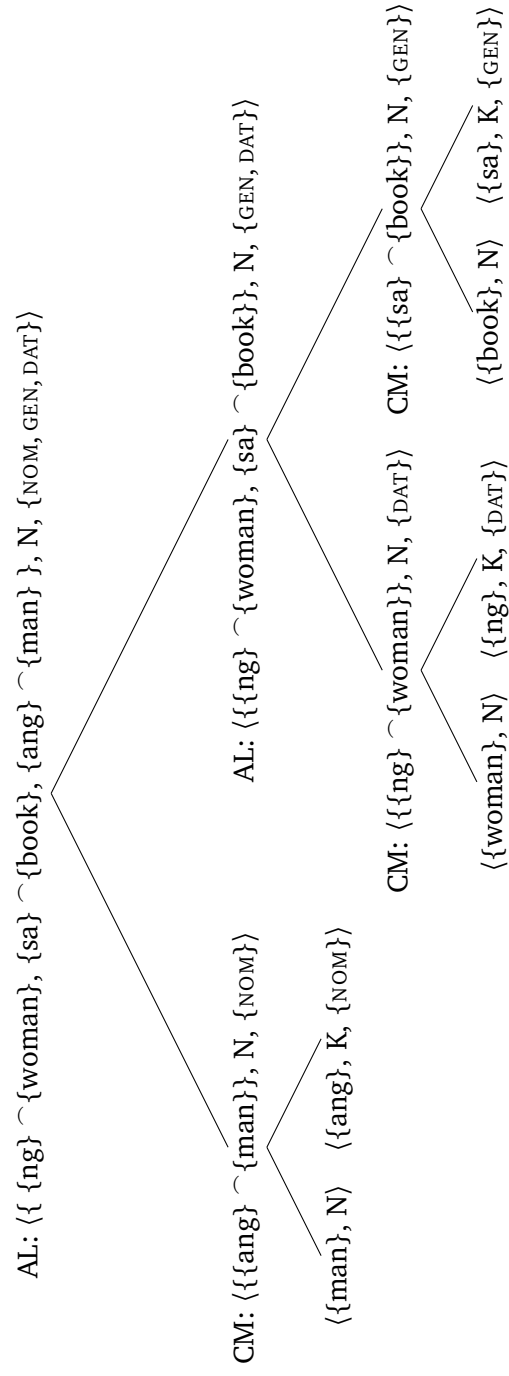 AL: ⟨{ {ng} ⌒{woman}, {sa} ⌒{book}, {ang} ⌒{man} }, N, {NOM, GEN, DAT}⟩
CM: ⟨{{ang} ⌒{man}}, N, {NOM}⟩
AL: ⟨{{ng} ⌒{woman}, {sa} ⌒{book}}, N, {GEN, DAT}⟩
⟨{man}, N⟩ ⟨{ang}, K, {NOM}⟩
CM: ⟨{{ng} ⌒{woman}}, N, {DAT}⟩
CM: ⟨{{sa} ⌒{book}}, N, {GEN}⟩
⟨{woman}, N⟩ ⟨{ng}, K, {DAT}⟩
⟨{book}, N⟩ ⟨{sa}, K, {GEN}⟩